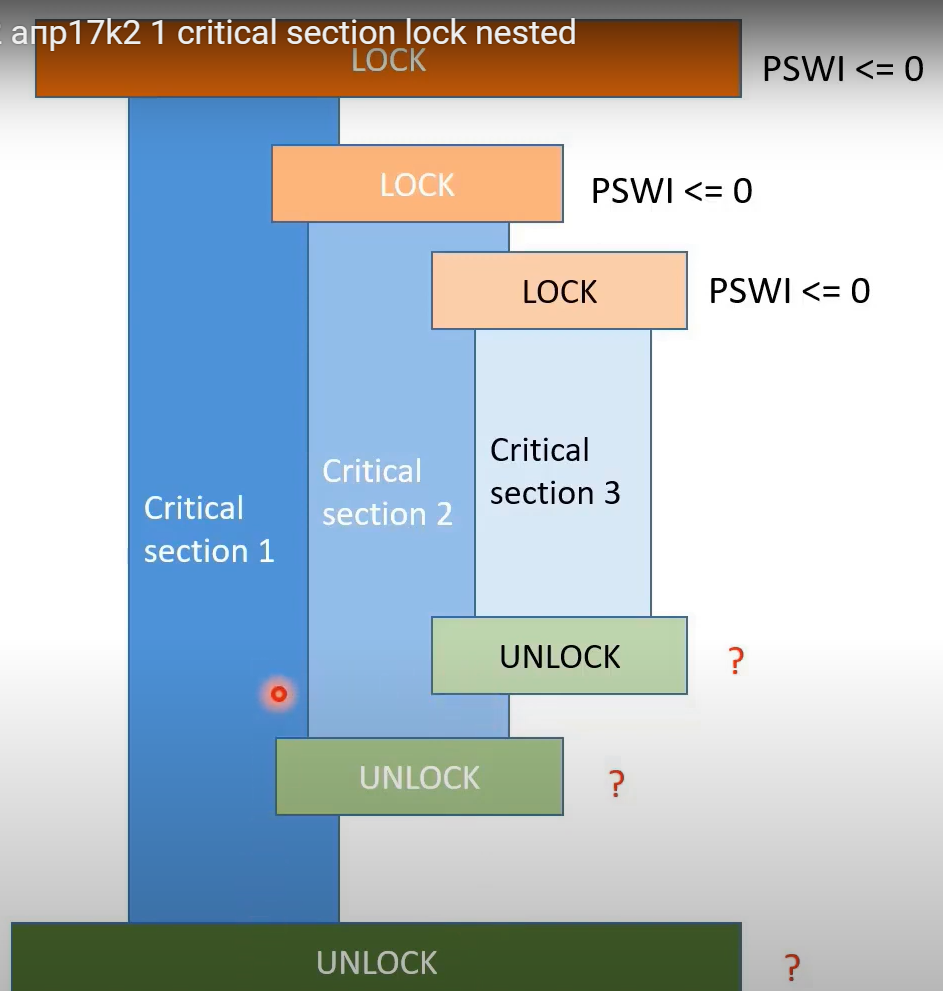 апр17k2 1 critical section lock nested
LOCK
PSWI <= 0
LOCK
PSWI <= 0
LOCK
PSWI <= 0
Critical
section 3
Critical
section 2
Critical
section 1
UNLOCK
?
UNLOCK
?
UNLOCK
?